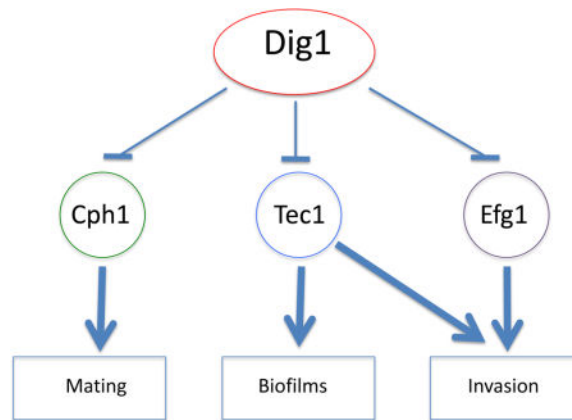 Dig1
Cph1
Tec1
Efg1
Mating
Biofilms
Invasion